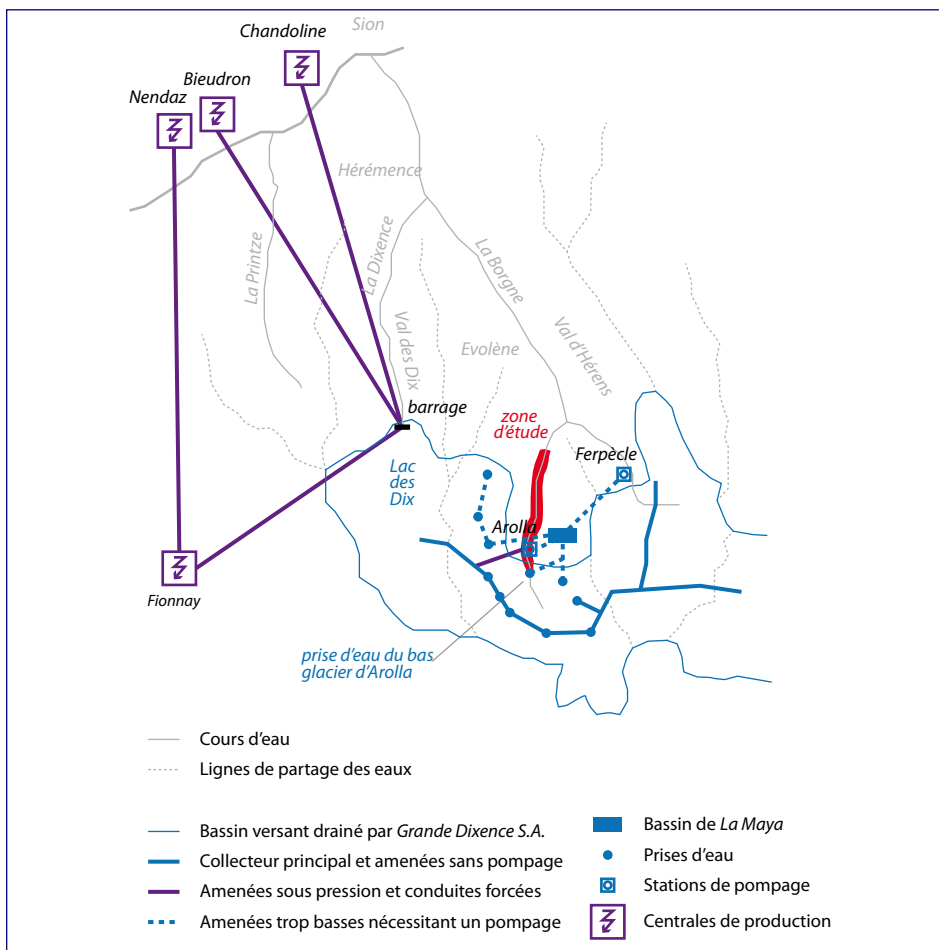 Sion
Chandoline
Bieudron
Nendaz
Hérémence
La Printze
La Dixence
La Borgne
Val des Dix
Evolène
Val d'Hérens
barrage
zone
d'étude
Ferpècle
Lac
des
Dix
Arolla
Fionnay
prise d'eau du bas
glacier d'Arolla
Cours d'eau
Lignes de partage des eaux
Bassin versant drainé par Grande Dixence S.A.
Collecteur principal et amenées sans pompage
Amenées sous pression et conduites forcées
Amenées trop basses nécessitant un pompage
Bassin de La Maya
Prises d'eau
Stations de pompage
Centrales de production